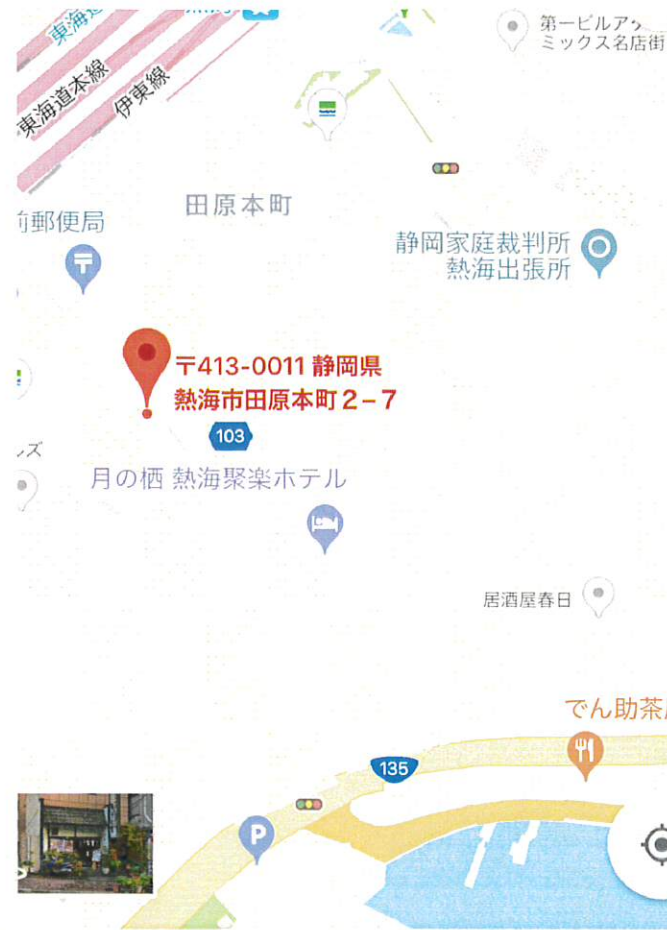 第一ビルアタ
ミックス名店街
東海道本線
伊東線
田原本町
前郵便局
静岡家庭裁判所
熱海出張所
〒413-0011 静岡県
熱海市田原本町2−7
103
月の栖 熱海聚楽ホテル
居酒屋春日
でん助茶
135
P